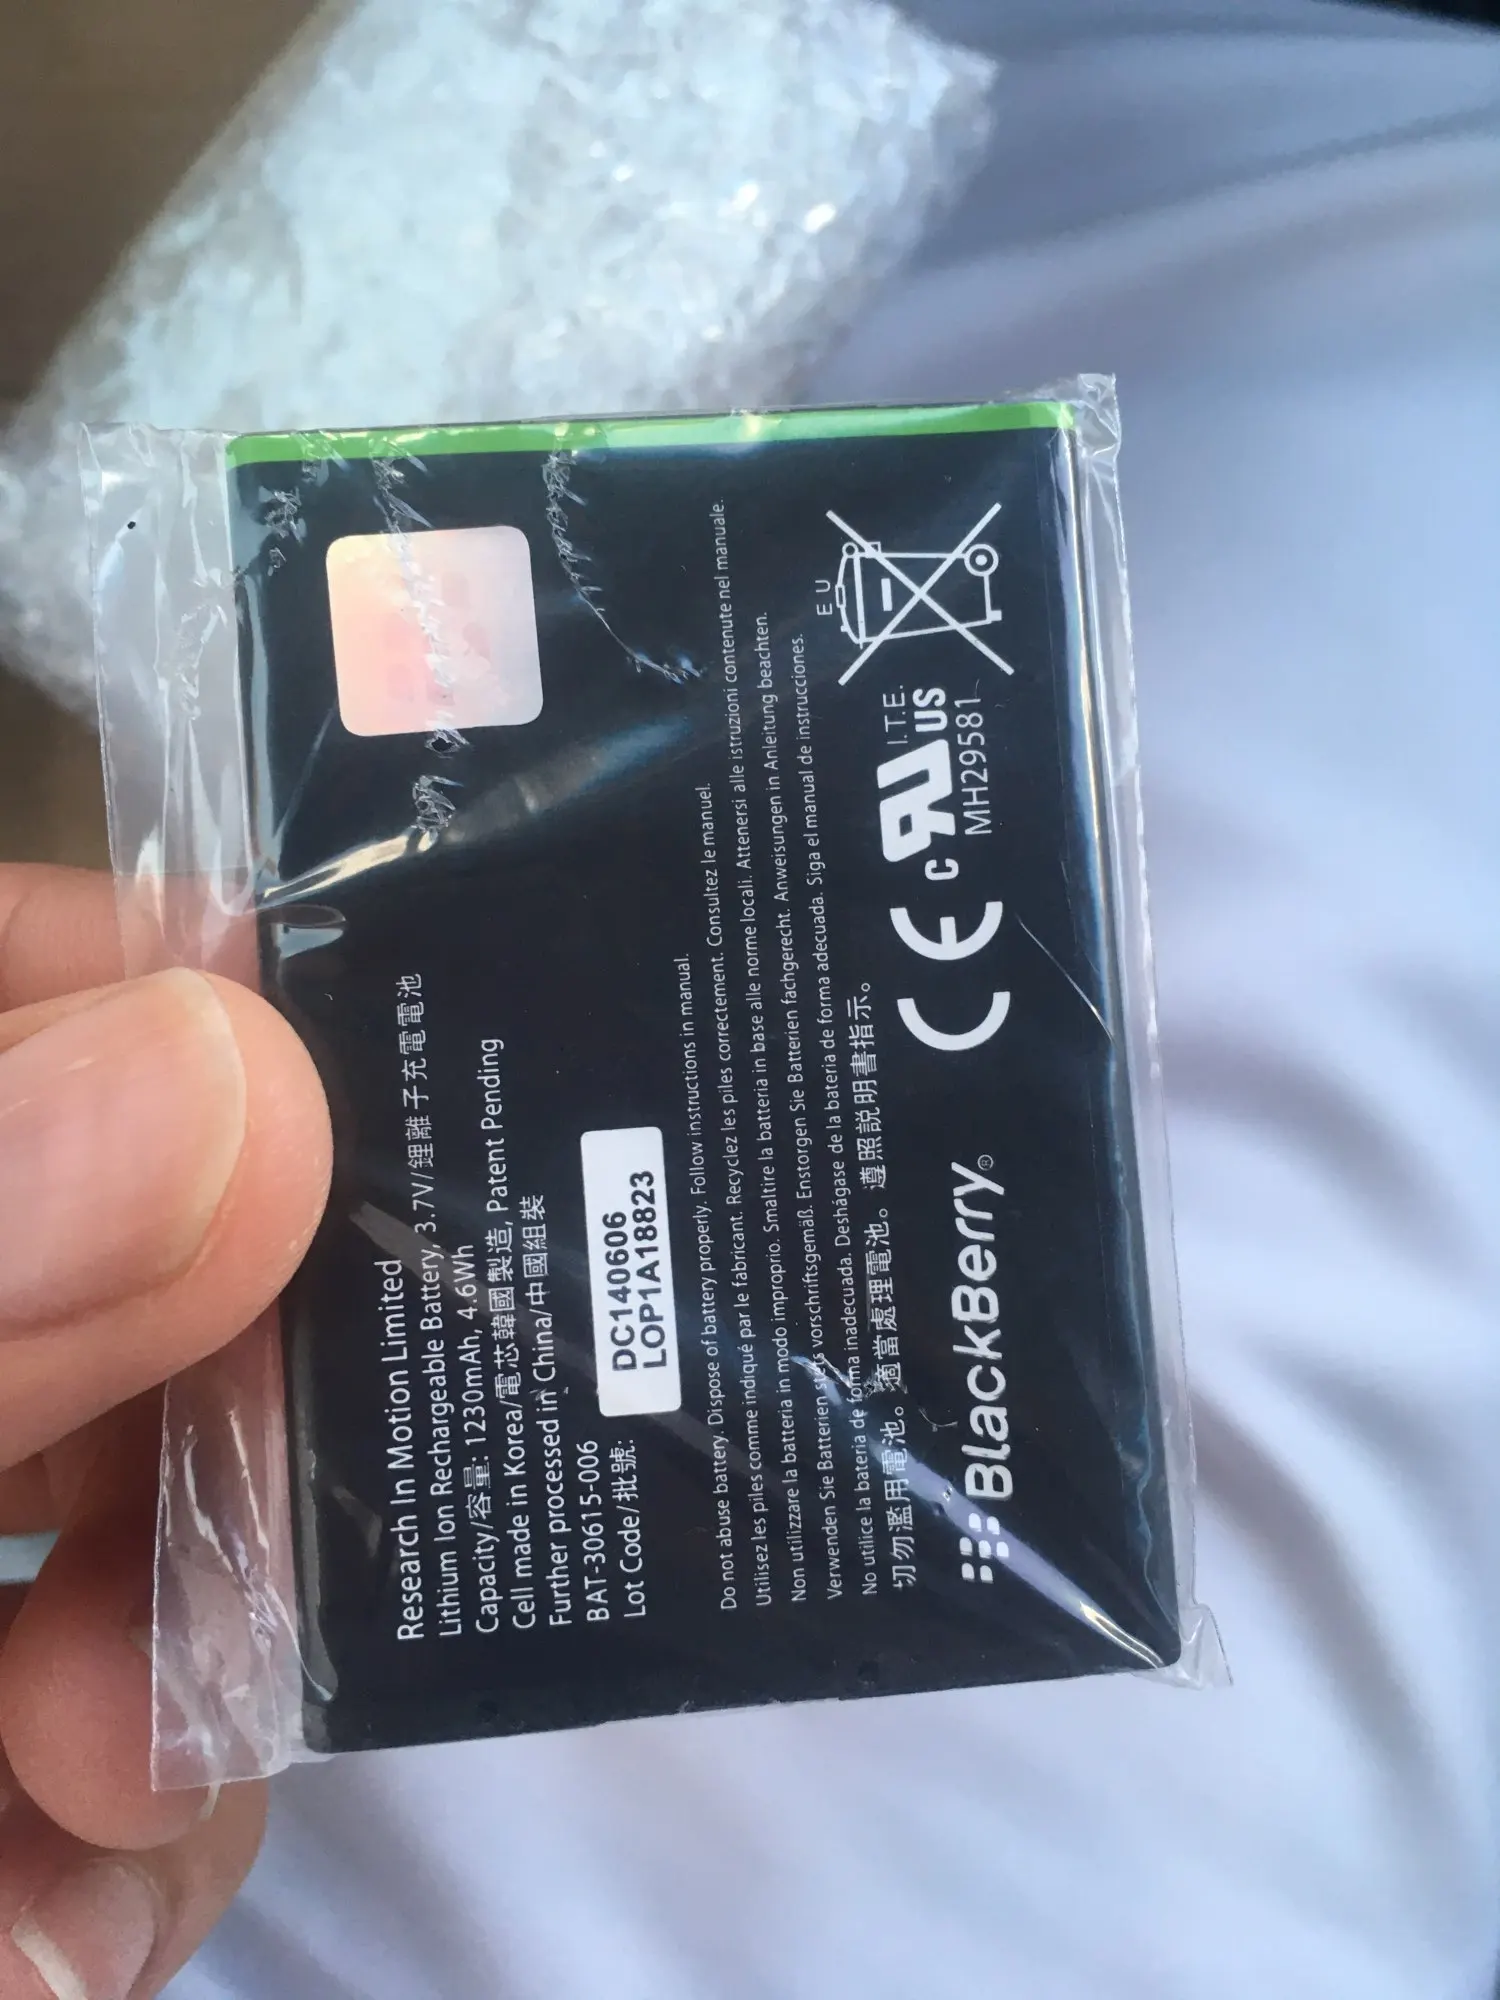 Research In Motion Limited
Lithium Ion Rechargeable Battery, 3.7V/鋰離子充電電池
Capacity/容量: 1230mAh, 4.6Wh
Cell made in Korea/電芯韓國製造, Patent Pending
Further processed in China/中國組裝
BAT-30615-006
Lot Code/批號:
DC140606
LOP1A18823
Do not abuse battery. Dispose of battery properly. Follow instructions in manual.
Utilisez les piles comme indiqué par le fabricant. Recyclez les piles correctement. Consultez le manuel.
Non utilizzare la batteria in modo improprio. Smaltire la batteria in base alle norme locali. Attenersi alle istruzioni contenute nel manuale.
Verwenden Sie Batterien stets vorschriftsgemäß. Enstorgen Sie Batterien fachgerecht. Anweisungen in Anleitung beachten.
No utilice la bateria de forma inadecuada. Deshágase de la bateria de forma adecuada. Siga el manual de instrucciones.
切勿濫用電池。適當處理電池。遵照説明書指示。
BlackBerry®
CE
c RU US
I.T.E.
MH29581
EU